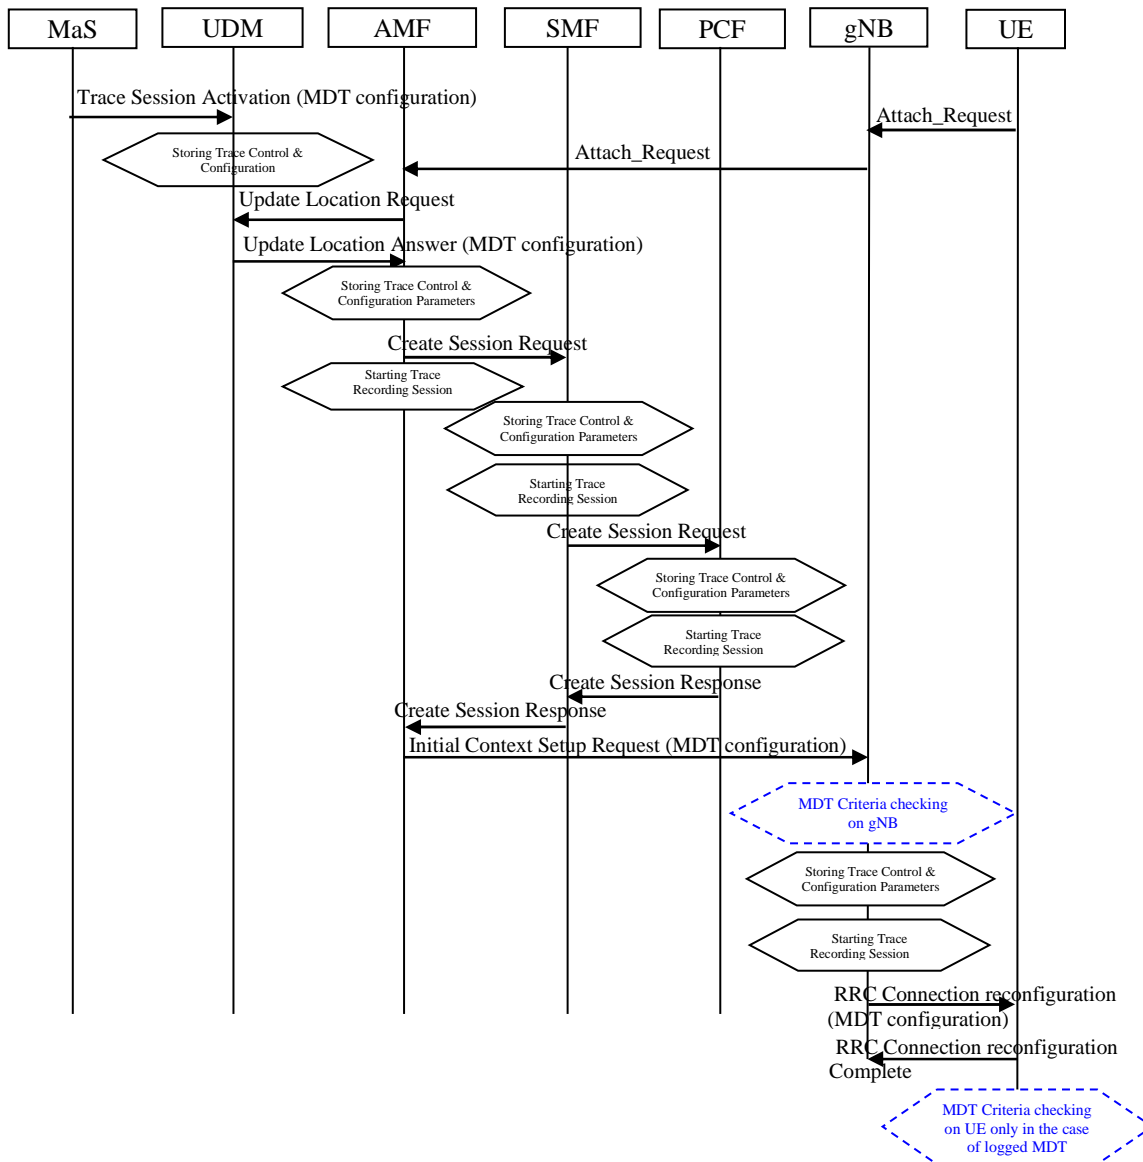 MaS
UDM
AMF
SMF
PCF
gNB
UE
Trace Session Activation (MDT configuration)
Attach_Request
Storing Trace Control &
Configuration
Attach_Request
Update Location Request
Update Location Answer (MDT configuration)
Storing Trace Control &
Configuration Parameters
Create Session Request
Starting Trace
Recording Session
Storing Trace Control &
Configuration Parameters
Starting Trace
Recording Session
Create Session Request
Storing Trace Control &
Configuration Parameters
Starting Trace
Recording Session
Create Session Response
Create Session Response
Initial Context Setup Request (MDT configuration)
MDT Criteria checking
on gNB
Storing Trace Control &
Configuration Parameters
Starting Trace
Recording Session
RRC Connection reconfiguration
(MDT configuration)
RRC Connection reconfiguration
Complete
MDT Criteria checking
on UE only in the case
of logged MDT